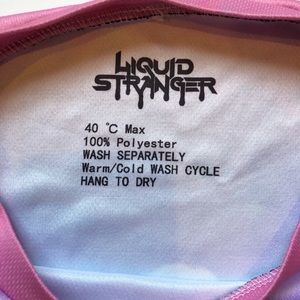 LIQUID
STRANGER
40 °C Max
100% Polyester
WASH SEPARATELY
Warm/Cold WASH CYCLE
HANG TO DRY